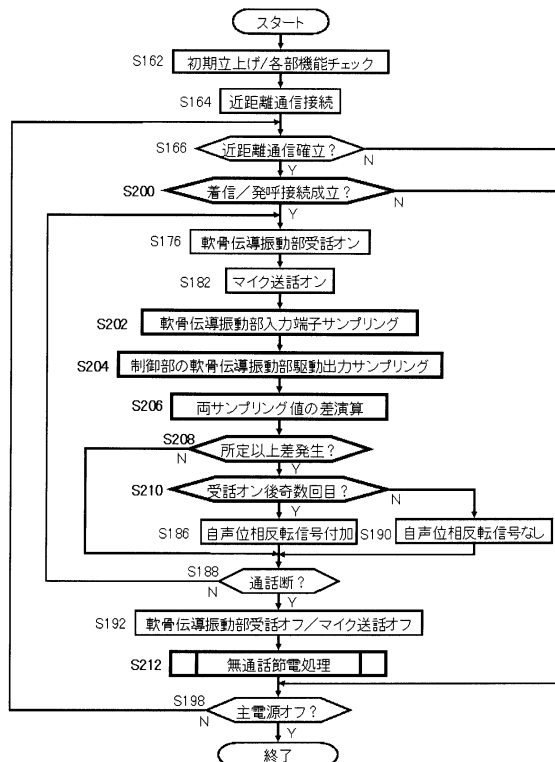 スタート
S162 初期立上げ/各部機能チェック
S164 近距離通信接続
S166 近距離通信確立？ N
Y
S200 着信／発呼接続成立？ N
Y
S176 軟骨伝導振動部受話オン
S182 マイク送話オン
S202 軟骨伝導振動部入力端子サンプリング
S204 制御部の軟骨伝導振動部駆動出力サンプリング
S206 両サンプリング値の差演算
S208 所定以上差発生？
N Y
S210 受話オン後奇数回目？ N
Y
S186 自声位相反転信号付加 S190 自声位相反転信号なし
S188 通話断？
N Y
S192 軟骨伝導振動部受話オフ／マイク送話オフ
S212 無通話節電処理
S198 主電源オフ？
N Y
終了